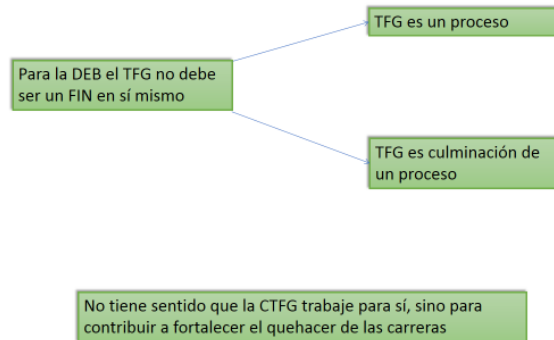 TFG es un proceso
Para la DEB el TFG no debe
ser un FIN en sí mismo
TFG es culminación de
un proceso
No tiene sentido que la CTFG trabaje para sí, sino para
contribuir a fortalecer el quehacer de las carreras